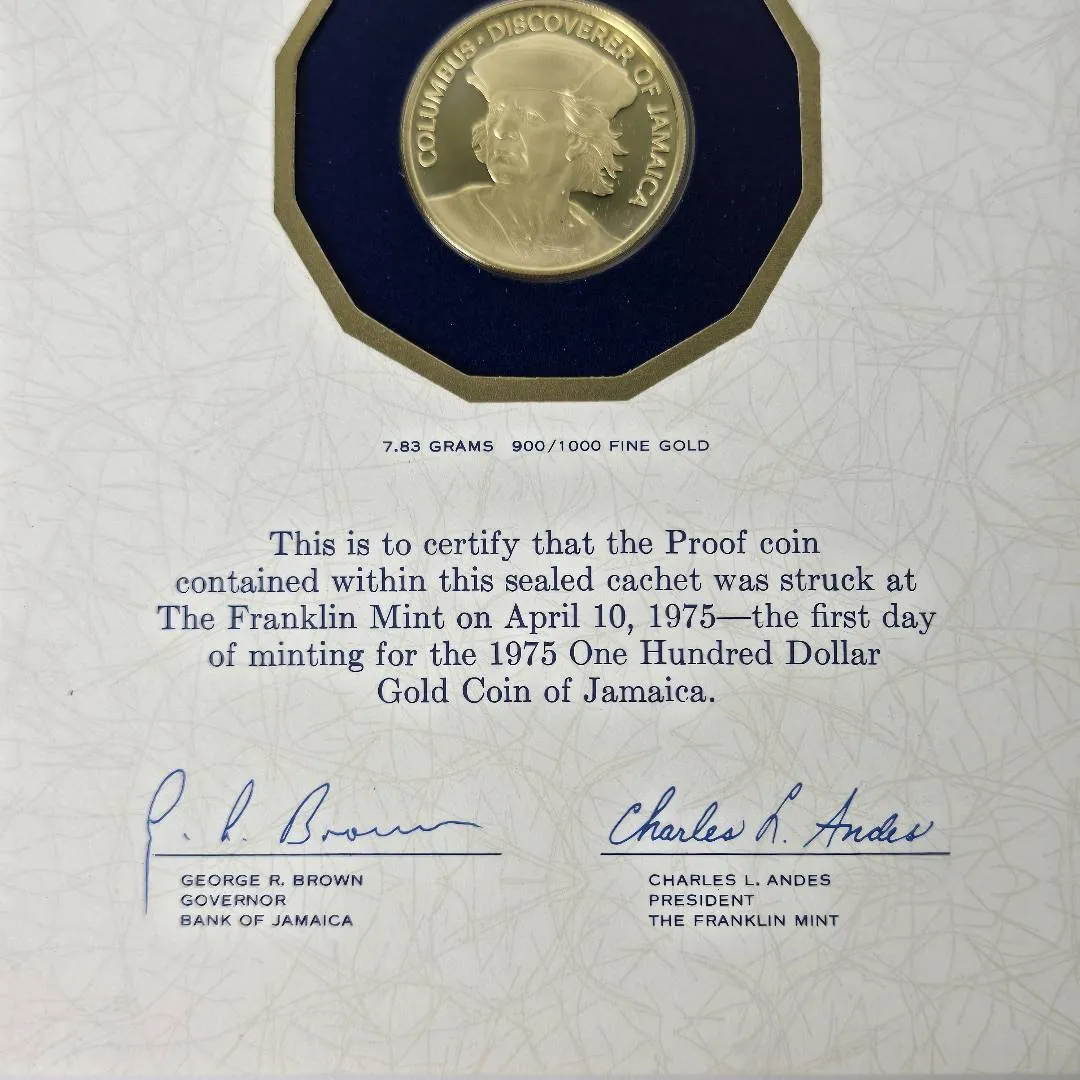 COLUMBUS · DISCOVERER OF JAMAICA
7.83 GRAMS 900/1000 FINE GOLD
This is to certify that the Proof coin
contained within this sealed cachet was struck at
The Franklin Mint on April 10, 1975—the first day
of minting for the 1975 One Hundred Dollar
Gold Coin of Jamaica.
G. R. Brown
Charles L. Andes
GEORGE R. BROWN
GOVERNOR
BANK OF JAMAICA
CHARLES L. ANDES
PRESIDENT
THE FRANKLIN MINT